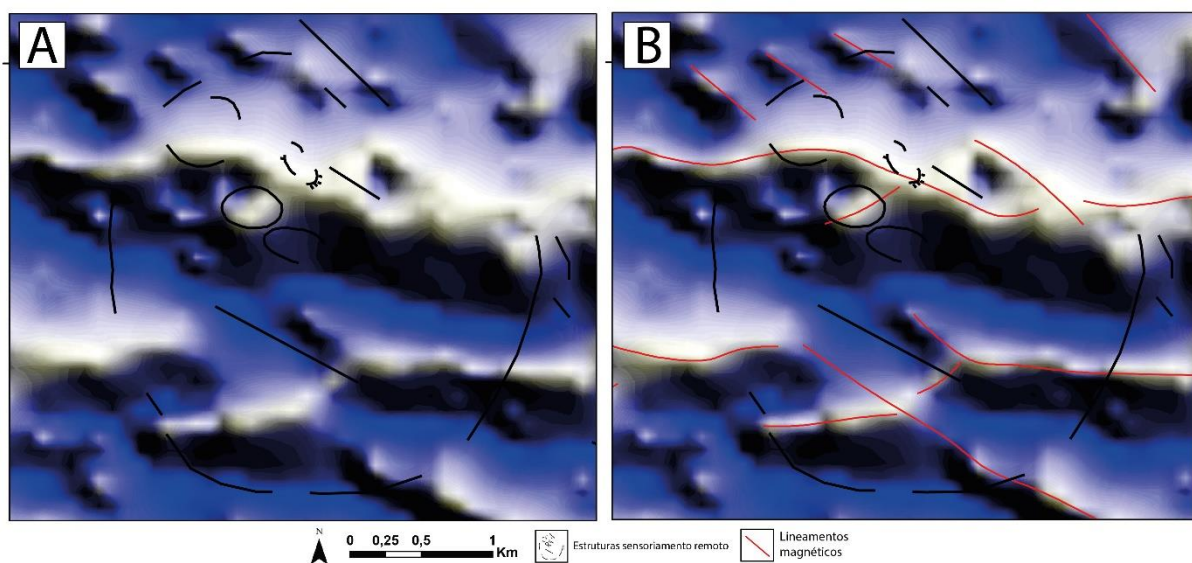 A
B
N
0 0,25 0,5 1
Km
Estruturas sensoriamento remoto
Lineamentos
magnéticos